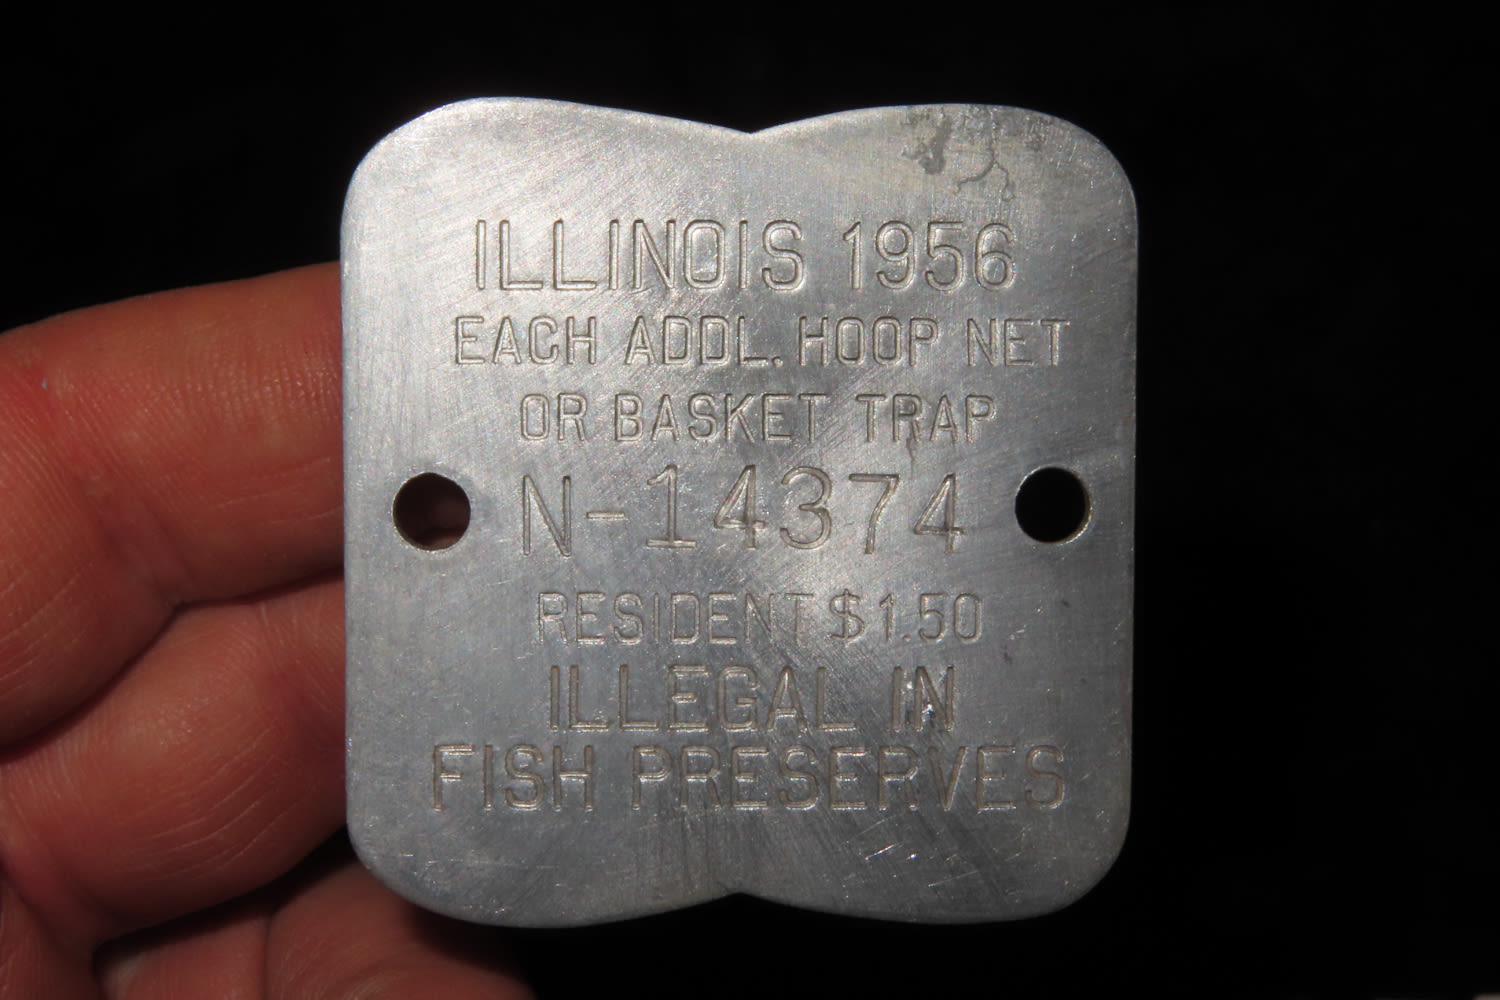 ILLINOIS 1956
EACH ADDL. HOOP NET
OR BASKET TRAP
N-14374
RESIDENT $1.50
ILLEGAL IN
FISH PRESERVES